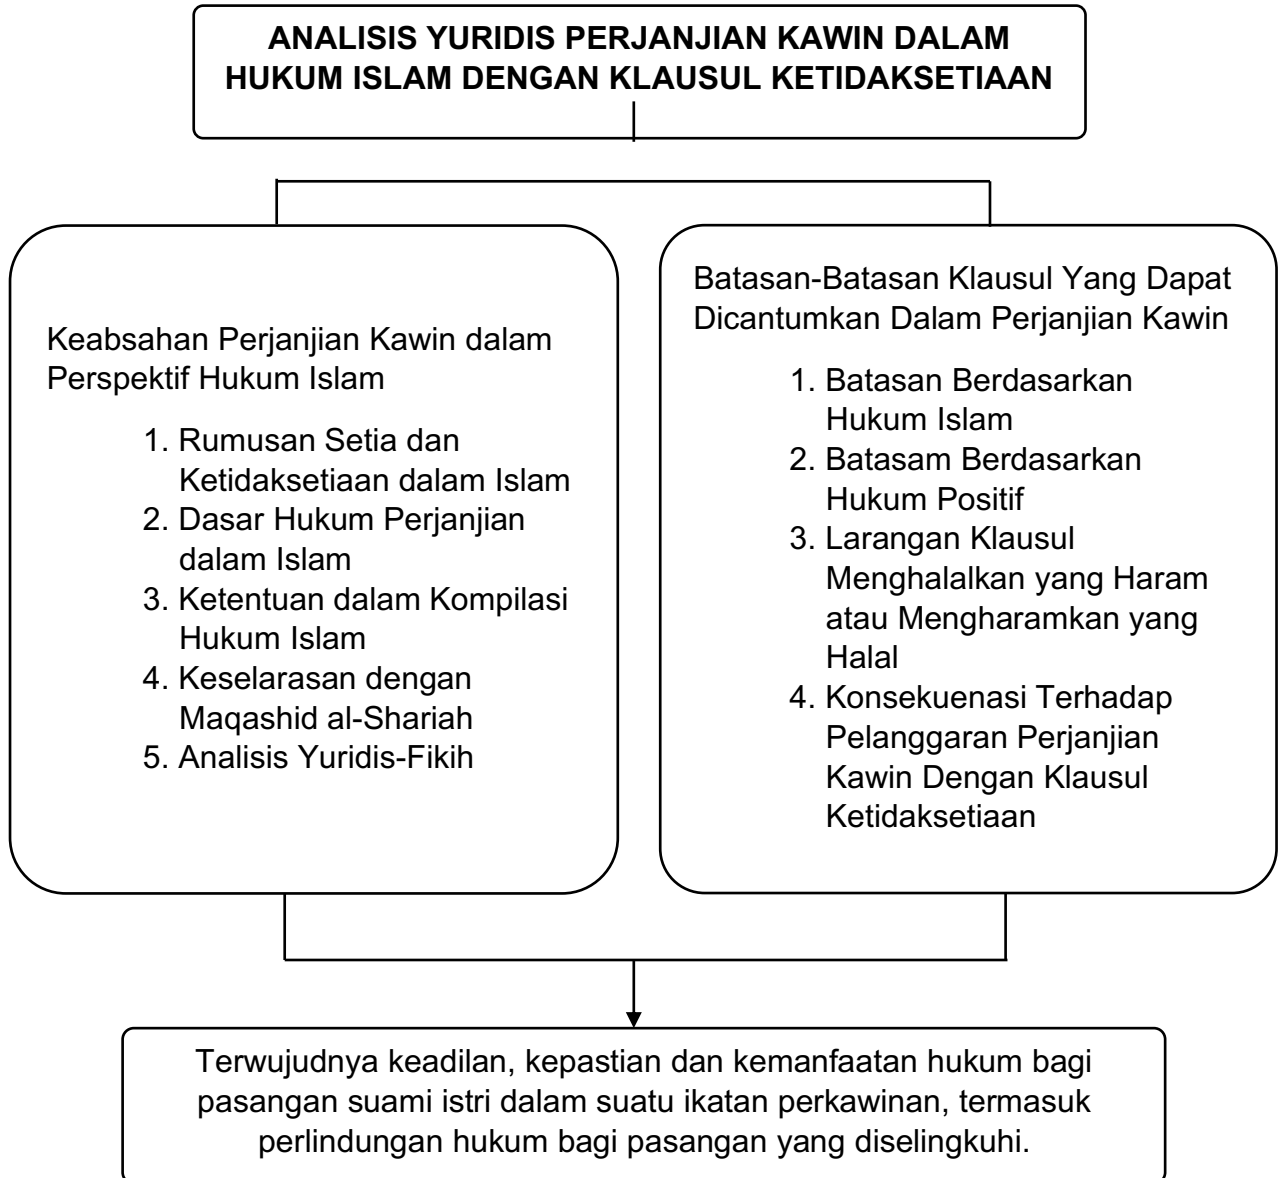 ANALISIS YURIDIS PERJANJIAN KAWIN DALAM
HUKUM ISLAM DENGAN KLAUSUL KETIDAKSETIAAN
Keabsahan Perjanjian Kawin dalam
Perspektif Hukum Islam
1. Rumusan Setia dan
Ketidaksetiaan dalam Islam
2. Dasar Hukum Perjanjian
dalam Islam
3. Ketentuan dalam Kompilasi
Hukum Islam
4. Keselarasan dengan
Maqashid al-Shariah
5. Analisis Yuridis-Fikih
Batasan-Batasan Klausul Yang Dapat
Dicantumkan Dalam Perjanjian Kawin
1. Batasan Berdasarkan
Hukum Islam
2. Batasam Berdasarkan
Hukum Positif
3. Larangan Klausul
Menghalalkan yang Haram
atau Mengharamkan yang
Halal
4. Konsekuenasi Terhadap
Pelanggaran Perjanjian
Kawin Dengan Klausul
Ketidaksetiaan
Terwujudnya keadilan, kepastian dan kemanfaatan hukum bagi
pasangan suami istri dalam suatu ikatan perkawinan, termasuk
perlindungan hukum bagi pasangan yang diselingkuhi.